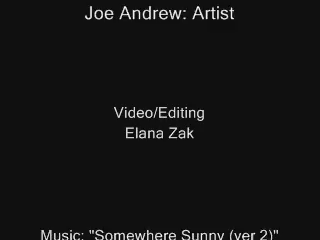 Joe Andrew: Artist
Video/Editing
Elana Zak
Music: "Somewhere Sunny (ver 2)"